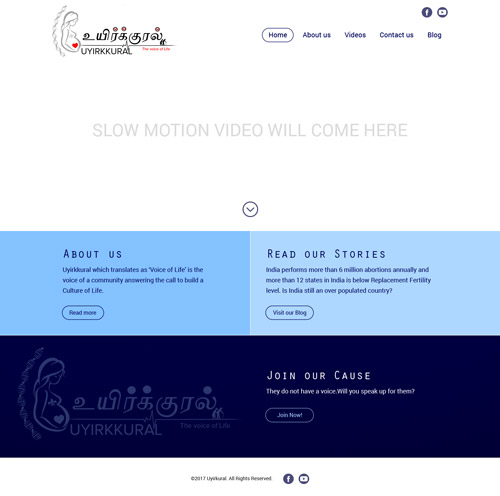 உயிர்க்குரல்
UYIRKKURAL The voice of Life
Home About us Videos Contact us Blog
SLOW MOTION VIDEO WILL COME HERE
About us
Uyirkkural which translates as 'Voice of Life' is the
voice of a community answering the call to build a
Culture of Life.
Read more
Read our Stories
India performs more than 6 million abortions annually and
more than 12 states in India is below Replacement Fertility
level. Is India still an over populated country?
Visit our Blog
உயிர்க்குரல்
UYIRKKURAL The voice of Life
Join our Cause
They do not have a voice.Will you speak up for them?
Join Now!
©2017 Uyirkural. All Rights Reserved.